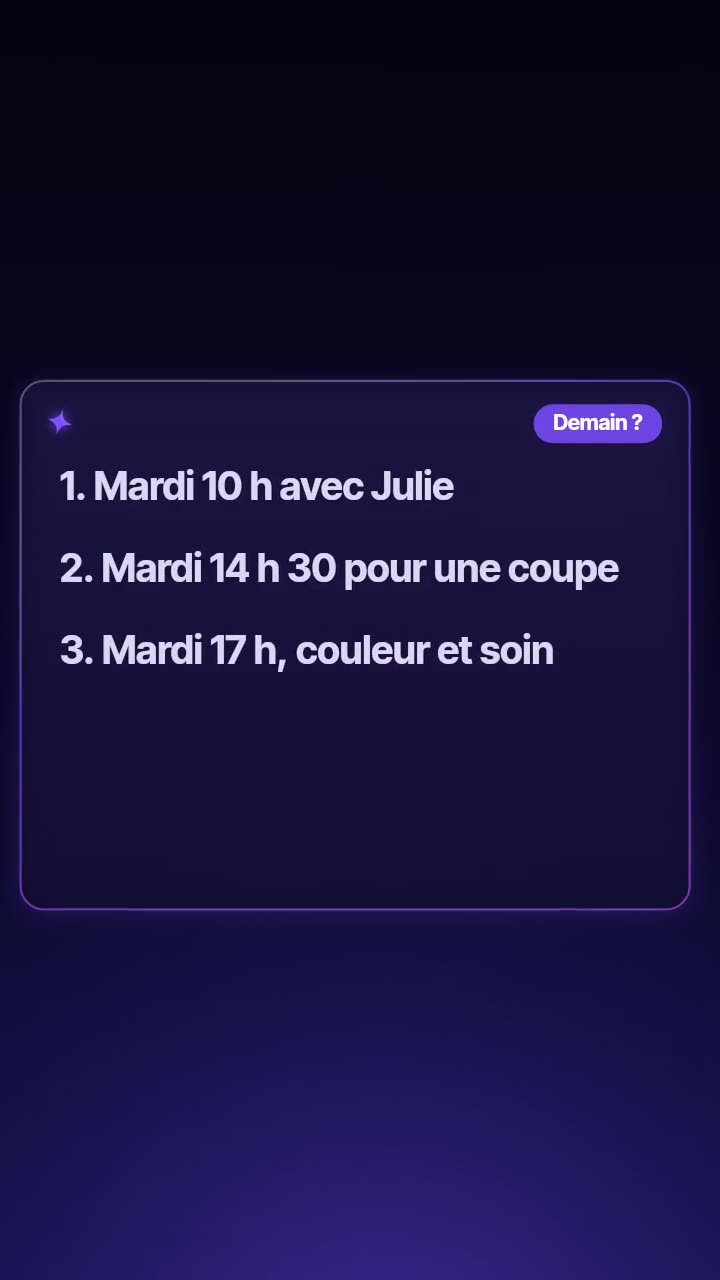 Demain ?
1. Mardi 10 h avec Julie
2. Mardi 14 h 30 pour une coupe
3. Mardi 17 h, couleur et soin